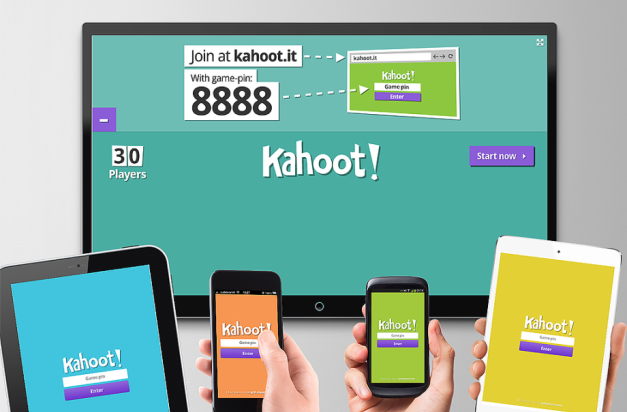 Join at kahoot.it
With game-pin:
8888
kahoot.it
Kahoot!
Game pin
Enter
30
Players
Kahoot!
Start now
Kahoot!
Game pin
Enter
Kahoot!
Game pin
Enter
Kahoot!
Game pin
Enter
Kahoot!
Game pin
Enter